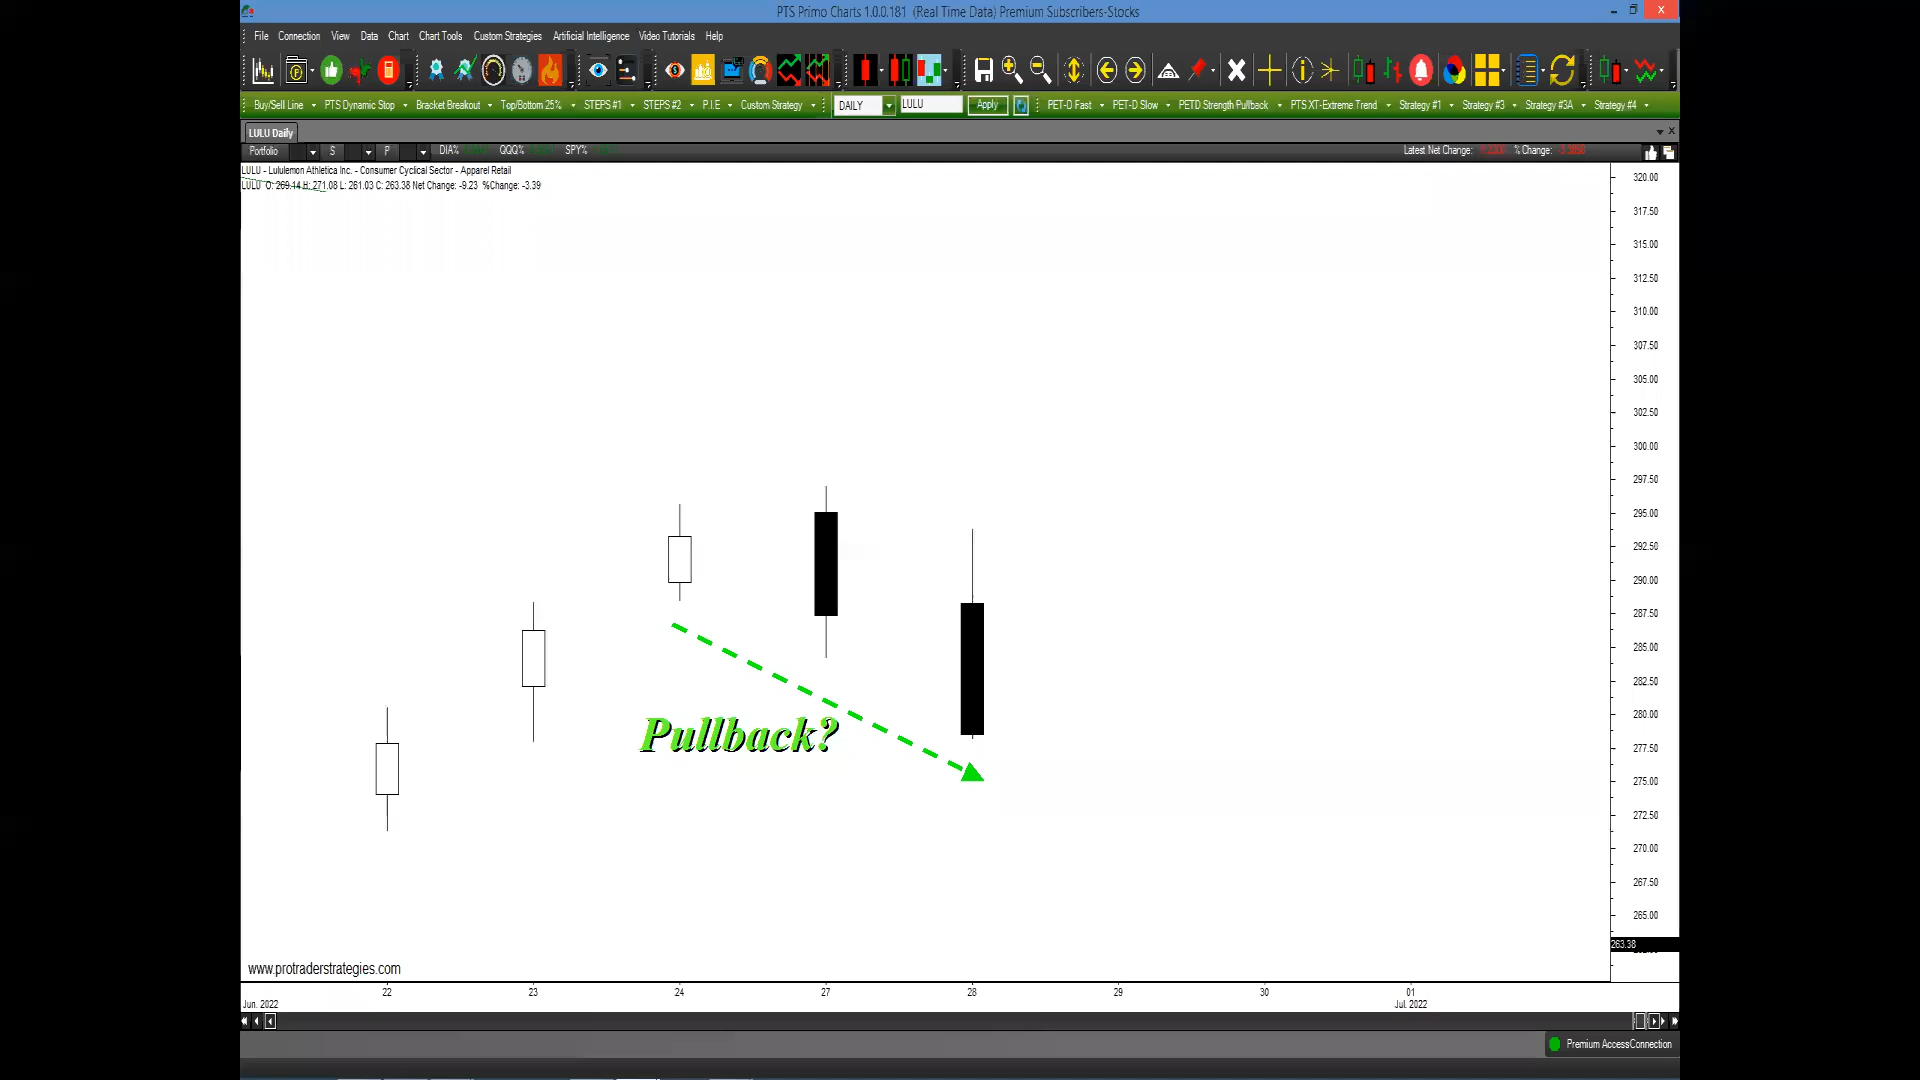 PTS Primo Charts 1.0.0.181 (Real Time Data) Premium Subscribers-Stocks
File Connection View Data Chart Chart Tools Custom Strategies Artificial Intelligence Video Tutorials Help
Buy/Sell Line PTS Dynamic Stop Bracket Breakout Top/Bottom 25% STEPS #1 STEPS #2 P.I.E Custom Strategy DAILY LULU Apply PET-D Fast PET-D Slow PETD Strength Pullback PTS XT-Extreme Trend Strategy #1 Strategy #3 Strategy #3A Strategy #4
LULU Daily
Portfolio S P DIA% QQQ% SPY% Latest Net Change: % Change:
LULU - Lululemon Athletica Inc. - Consumer Cyclical Sector - Apparel Retail
LULU O: 269.14 H: 271.08 L: 261.03 C: 263.38 Net Change: -9.23 %Change: -3.39
320.00
317.50
315.00
312.50
310.00
307.50
305.00
302.50
300.00
297.50
295.00
292.50
290.00
287.50
285.00
282.50
280.00
277.50
275.00
272.50
270.00
267.50
265.00
263.38
Pullback?
www.protraderstrategies.com
22 23 24 27 28 29 30 01
Jun. 2022 Jul. 2022
Premium AccessConnection